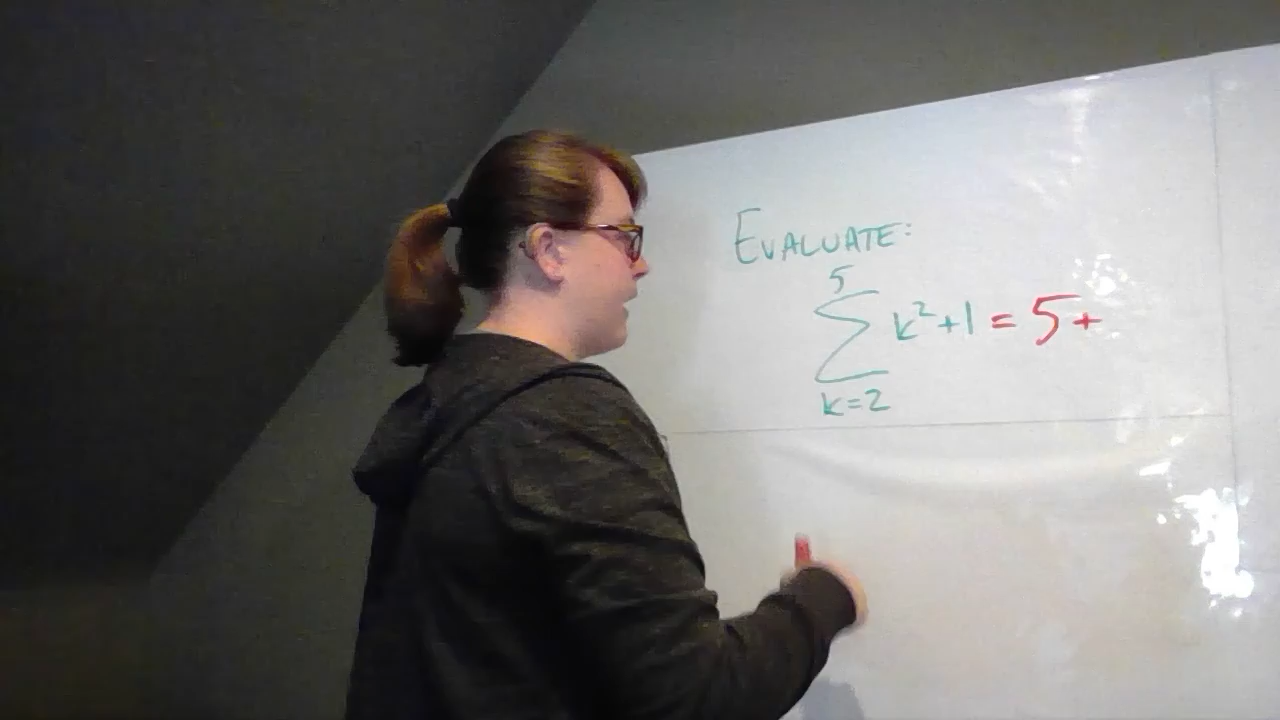 EVALUATE:
5
∑ k²+1 = 5+
k=2